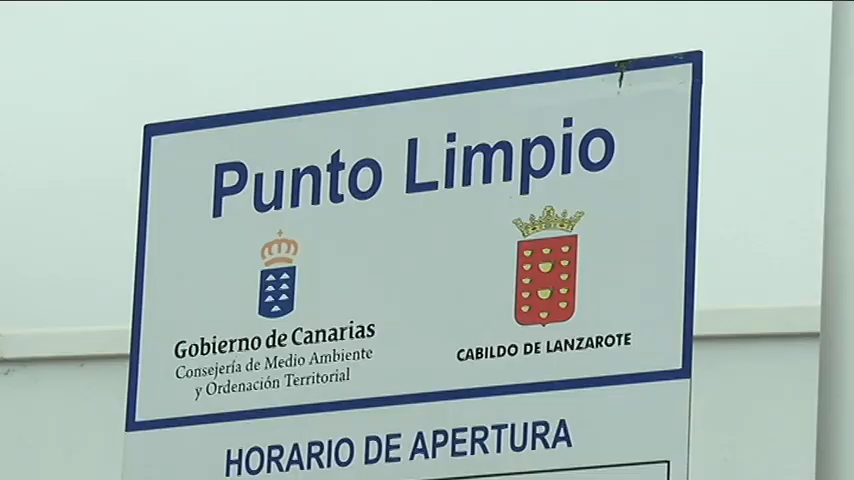 Punto Limpio
Gobierno de Canarias
Consejería de Medio Ambiente
y Ordenación Territorial
CABILDO DE LANZAROTE
HORARIO DE APERTURA